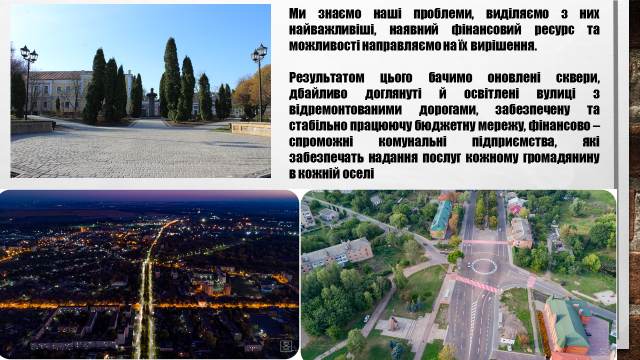 Ми знаємо наші проблеми, виділяємо з них
найважливіші, наявний фінансовий ресурс та
можливості направляємо на їх вирішення.
Результатом цього бачимо оновлені сквери,
дбайливо доглянуті й освітлені вулиці з
відремонтованими дорогами, забезпечену та
стабільно працюючу бюджетну мережу, фінансово –
спроможні комунальні підприємства, які
забезпечать надання послуг кожному громадянину
в кожній оселі